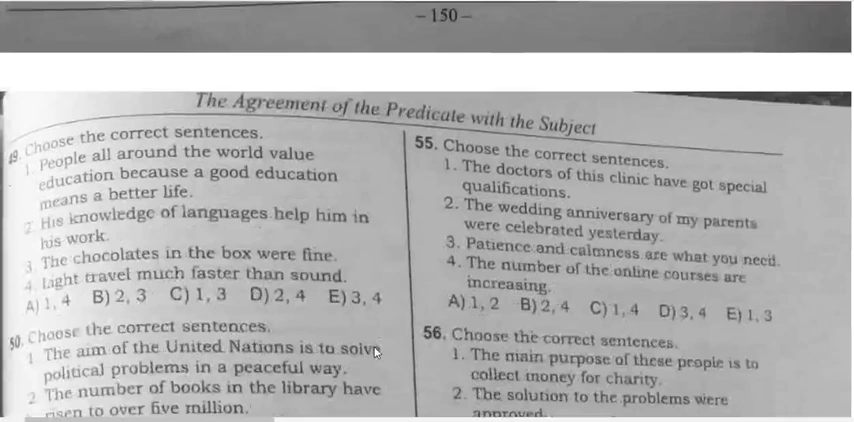 – 150 –
The Agreement of the Predicate with the Subject
49. Choose the correct sentences.
1. People all around the world value
education because a good education
means a better life.
2. His knowledge of languages help him in
his work.
3. The chocolates in the box were fine.
4. Light travel much faster than sound.
A) 1, 4 B) 2, 3 C) 1, 3 D) 2, 4 E) 3, 4
50. Choose the correct sentences.
1. The aim of the United Nations is to solve
political problems in a peaceful way.
2. The number of books in the library have
risen to over five million.
55. Choose the correct sentences.
1. The doctors of this clinic have got special
qualifications.
2. The wedding anniversary of my parents
were celebrated yesterday.
3. Patience and calmness are what you need.
4. The number of the online courses are
increasing.
A) 1, 2 B) 2, 4 C) 1, 4 D) 3, 4 E) 1, 3
56. Choose the correct sentences.
1. The main purpose of these people is to
collect money for charity.
2. The solution to the problems were
approved.